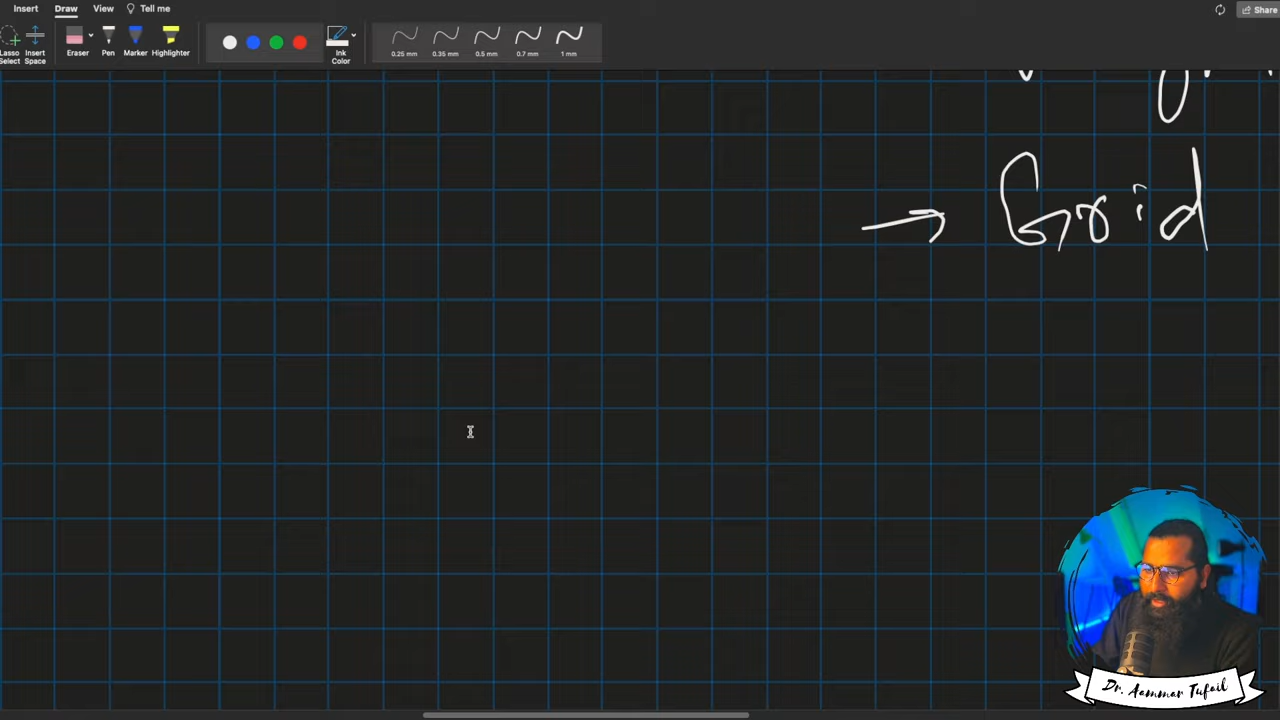 Insert Draw View Tell me Share
Lasso Select
Insert Space
Eraser
Pen
Marker
Highlighter
Ink Color
0.25 mm 0.35 mm 0.5 mm 0.7 mm 1 mm
→ Grid
Dr. Aammar Tufail